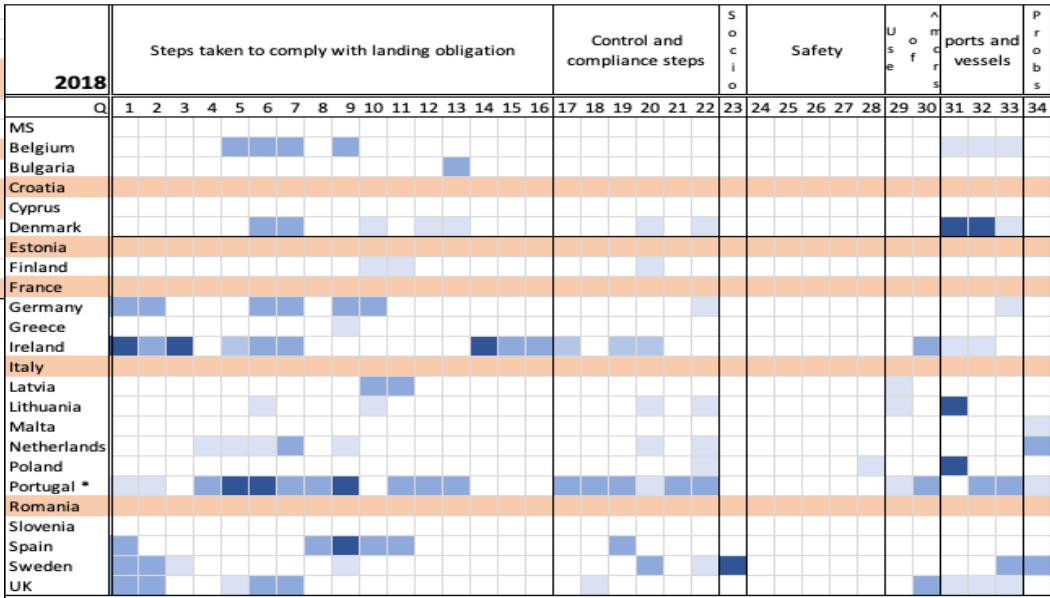 Steps taken to comply with landing obligation
Control and
compliance steps
Socio
Safety
Use
of
^mcrs
ports and
vessels
Probs
2018
Q 1 2 3 4 5 6 7 8 9 10 11 12 13 14 15 16 17 18 19 20 21 22 23 24 25 26 27 28 29 30 31 32 33 34
MS
Belgium
Bulgaria
Croatia
Cyprus
Denmark
Estonia
Finland
France
Germany
Greece
Ireland
Italy
Latvia
Lithuania
Malta
Netherlands
Poland
Portugal *
Romania
Slovenia
Spain
Sweden
UK